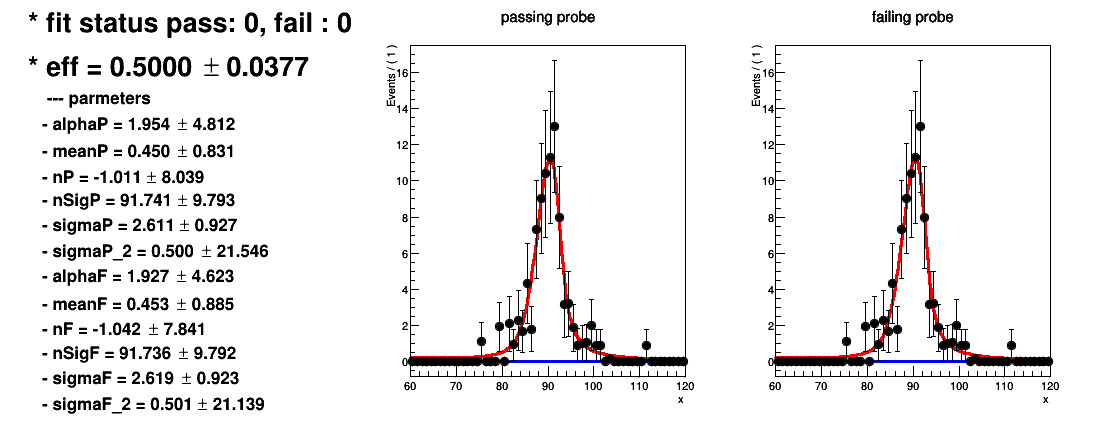 * fit status pass: 0, fail : 0
* eff = 0.5000 ± 0.0377
--- parmeters
- alphaP = 1.954 ± 4.812
- meanP = 0.450 ± 0.831
- nP = -1.011 ± 8.039
- nSigP = 91.741 ± 9.793
- sigmaP = 2.611 ± 0.927
- sigmaP_2 = 0.500 ± 21.546
- alphaF = 1.927 ± 4.623
- meanF = 0.453 ± 0.885
- nF = -1.042 ± 7.841
- nSigF = 91.736 ± 9.792
- sigmaF = 2.619 ± 0.923
- sigmaF_2 = 0.501 ± 21.139
passing probe
Events / ( 1 )
16
14
12
10
8
6
4
2
0
60 70 80 90 100 110 120
x
failing probe
Events / ( 1 )
16
14
12
10
8
6
4
2
0
60 70 80 90 100 110 120
x